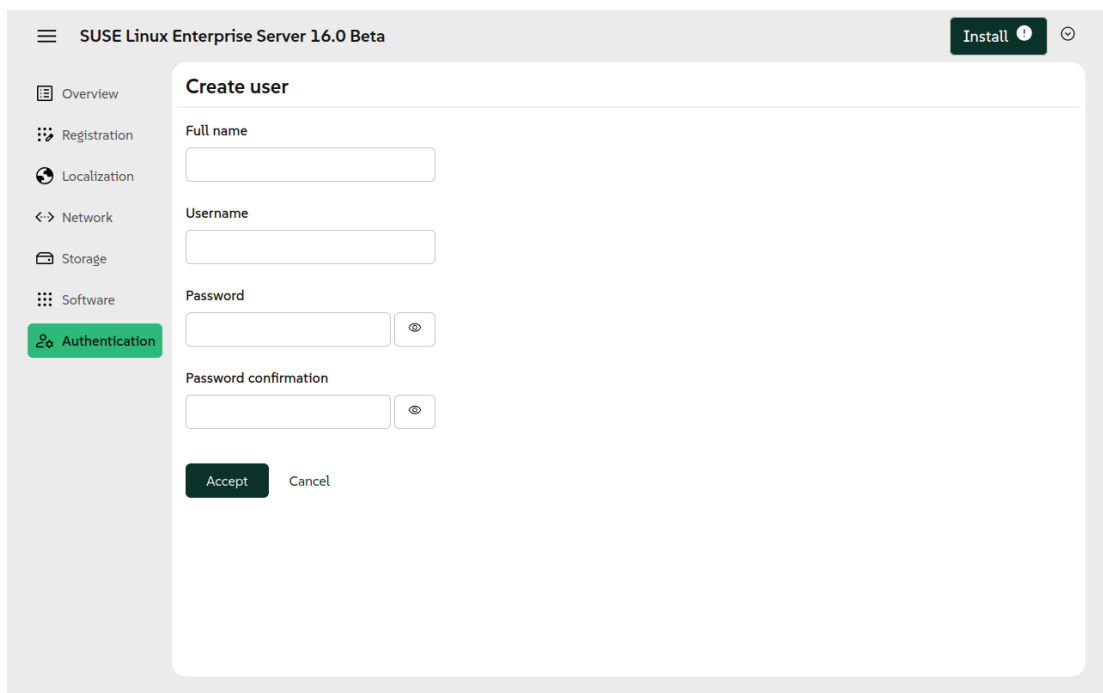 SUSE Linux Enterprise Server 16.0 Beta
Install
Overview
Registration
Localization
Network
Storage
Software
Authentication
Create user
Full name
Username
Password
Password confirmation
Accept Cancel